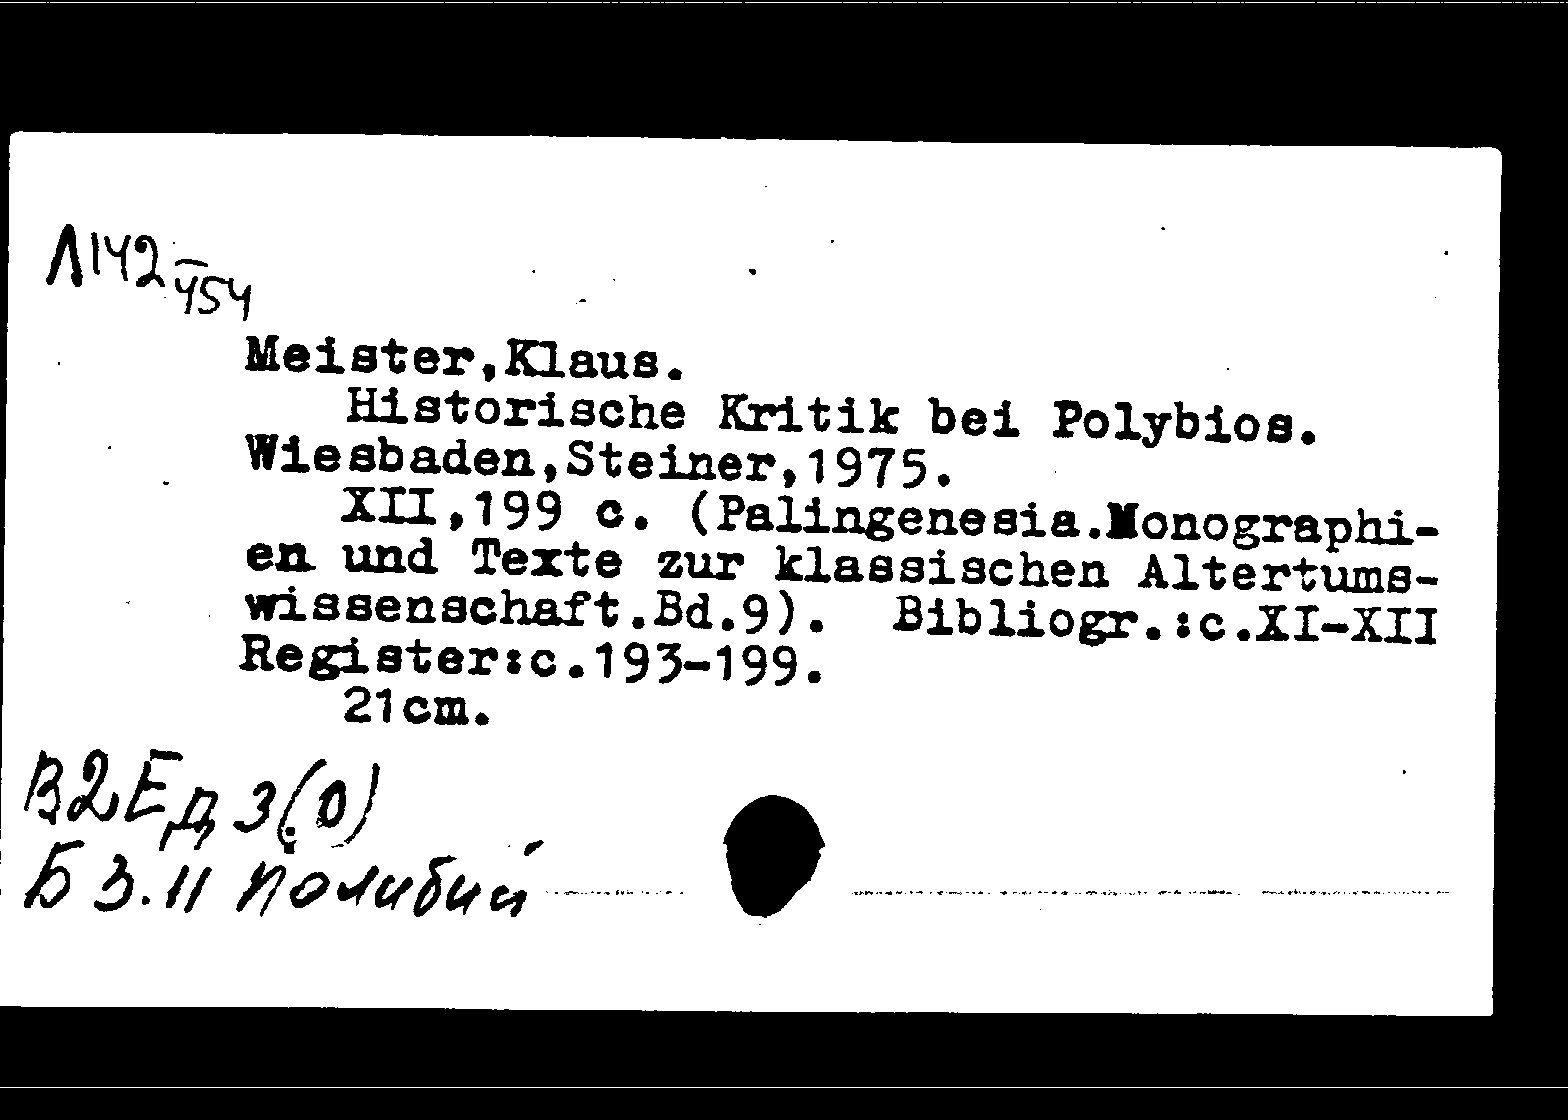 Л142
454
Meister,Klaus.
Historische Kritik bei Polybios.
Wiesbaden,Steiner,1975.
XII,199 c. (Palingenesia.Monographi-
en und Texte zur klassischen Altertums-
wissenschaft.Bd.9). Bibliogr.:c.XI-XII
Register:c.193-199.
21cm.
В2Ед3(0)
Б 3.11 Полибий